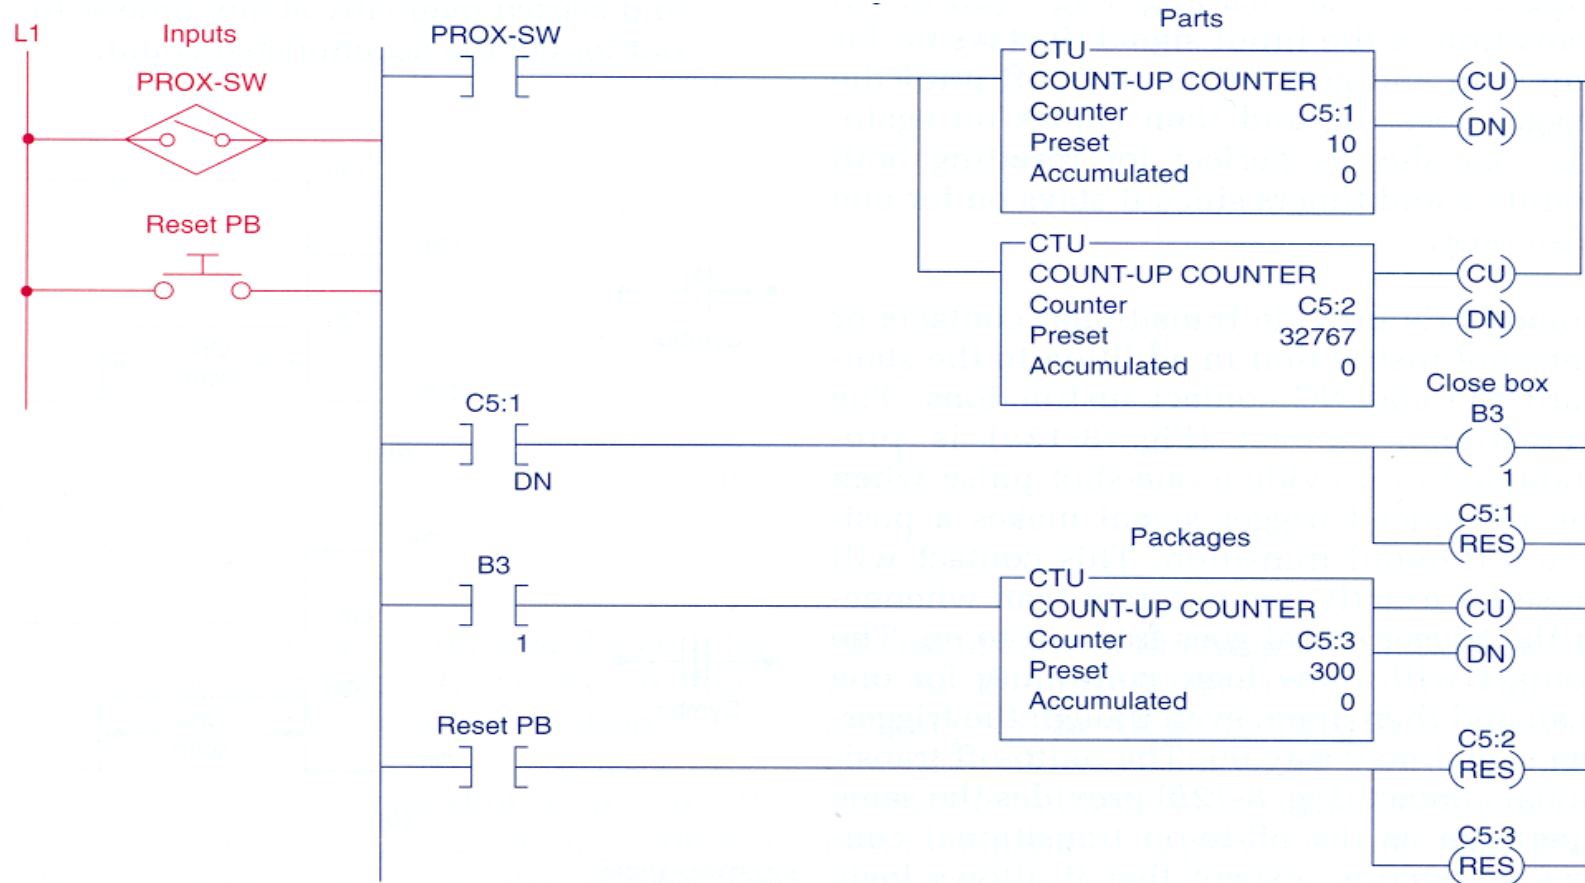 L1
Inputs
PROX-SW
Reset PB
PROX-SW
Parts
CTU
COUNT-UP COUNTER
Counter C5:1
Preset 10
Accumulated 0
CU
DN
CTU
COUNT-UP COUNTER
Counter C5:2
Preset 32767
Accumulated 0
CU
DN
C5:1
DN
Close box
B3
1
C5:1
RES
B3
1
Packages
CTU
COUNT-UP COUNTER
Counter C5:3
Preset 300
Accumulated 0
CU
DN
Reset PB
C5:2
RES
C5:3
RES